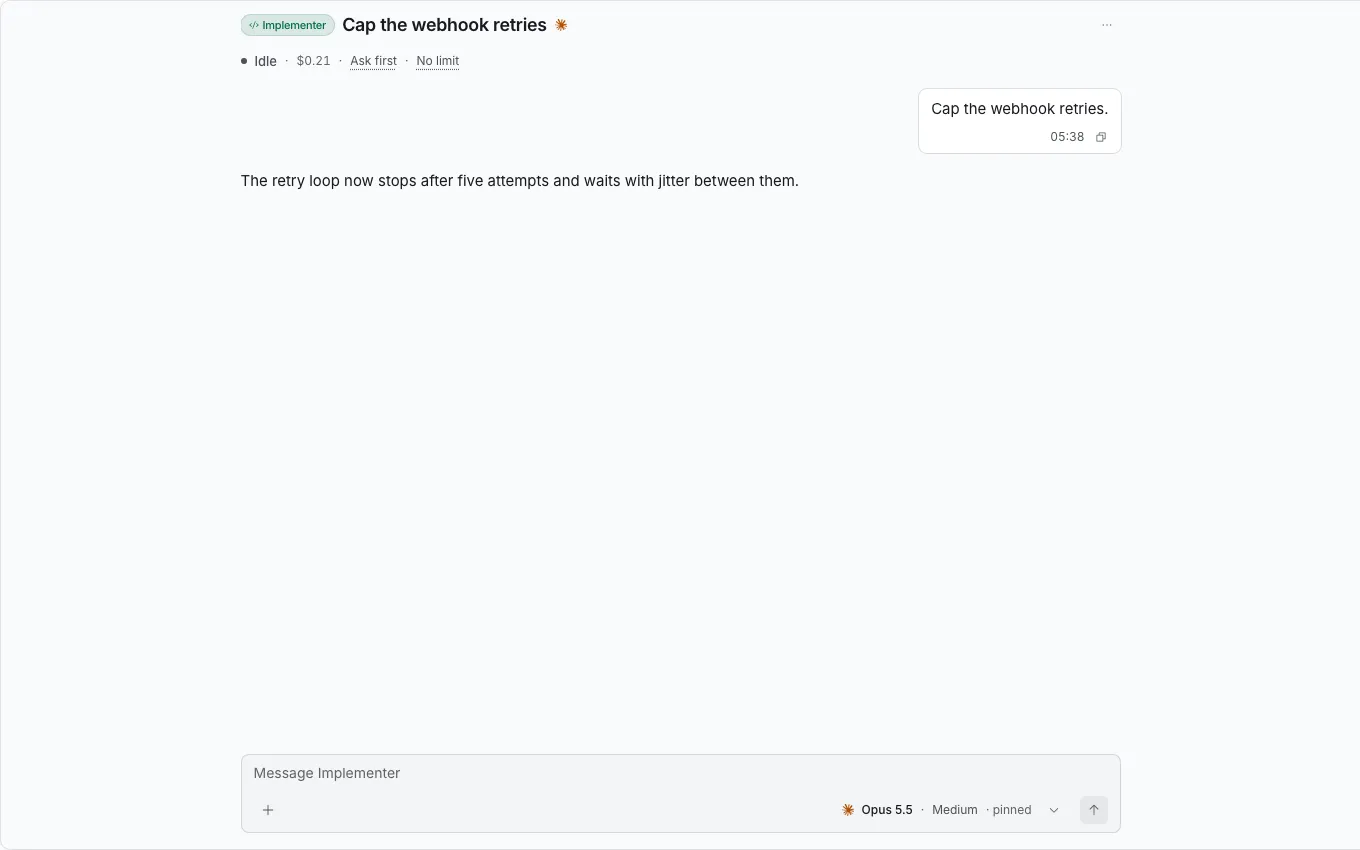 Implementer Cap the webhook retries
Idle · $0.21 · Ask first · No limit
Cap the webhook retries.
05:38
The retry loop now stops after five attempts and waits with jitter between them.
Message Implementer
Opus 5.5 · Medium · pinned